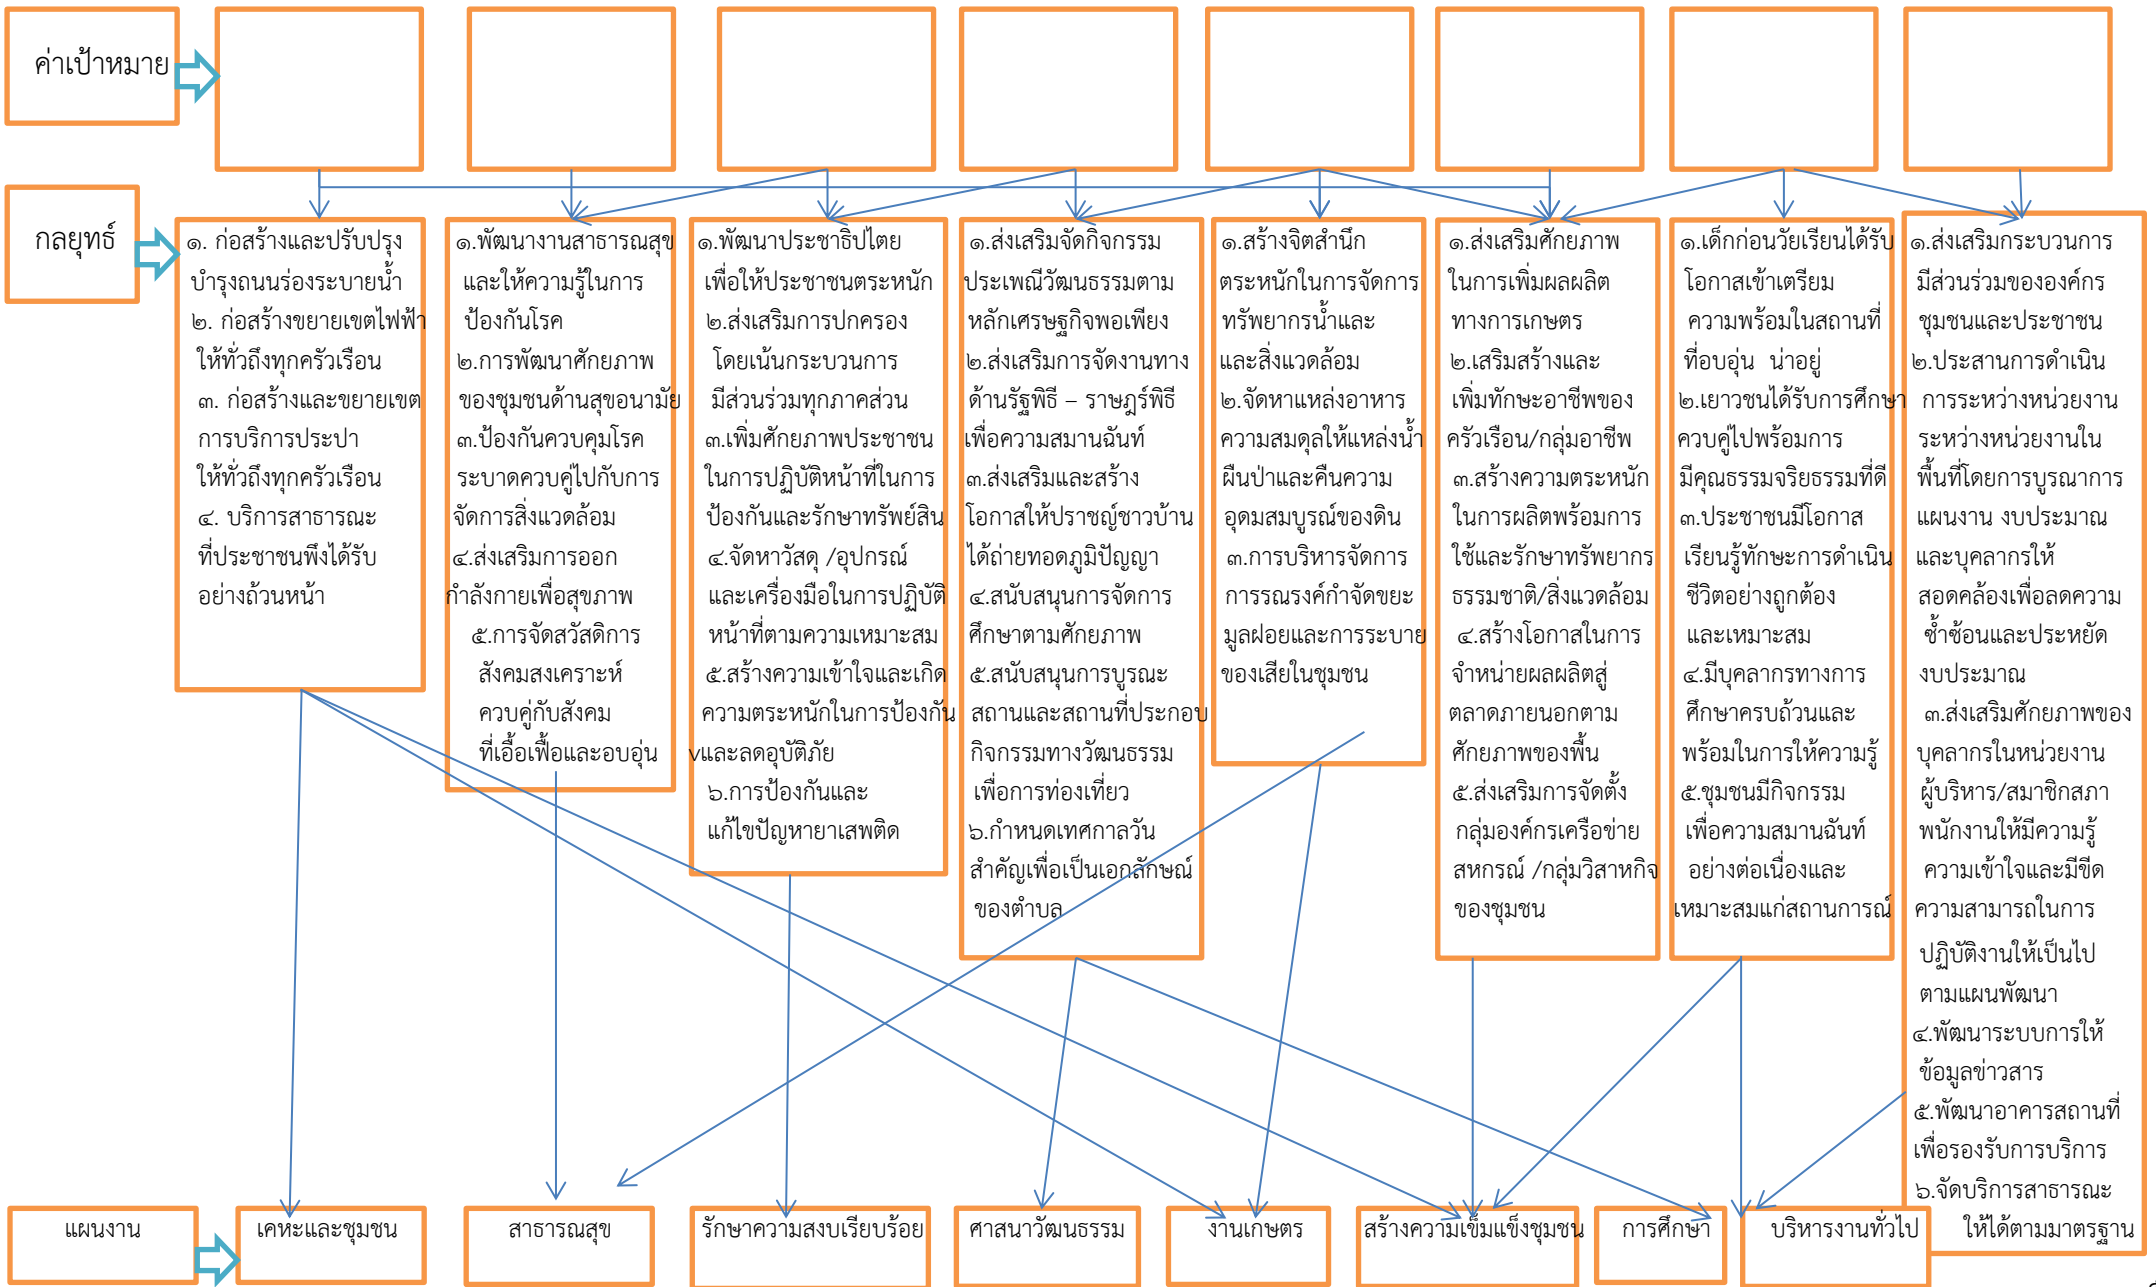 ค่าเป้าหมาย
กลยุทธ์
๑. ก่อสร้างและปรับปรุง
บำรุงถนนร่องระบายน้ำ
๒. ก่อสร้างขยายเขตไฟฟ้า
ให้ทั่วถึงทุกครัวเรือน
๓. ก่อสร้างและขยายเขต
การบริการประปา
ให้ทั่วถึงทุกครัวเรือน
๔. บริการสาธารณะ
ที่ประชาชนพึงได้รับ
อย่างถ้วนหน้า
๑.พัฒนางานสาธารณสุข
และให้ความรู้ในการ
ป้องกันโรค
๒.การพัฒนาศักยภาพ
ของชุมชนด้านสุขอนามัย
๓.ป้องกันควบคุมโรค
ระบาดควบคู่ไปกับการ
จัดการสิ่งแวดล้อม
๔.ส่งเสริมการออก
กำลังกายเพื่อสุขภาพ
๕.การจัดสวัสดิการ
สังคมสงเคราะห์
ควบคู่กับสังคม
ที่เอื้อเฟื้อและอบอุ่น
๑.พัฒนาประชาธิปไตย
เพื่อให้ประชาชนตระหนัก
๒.ส่งเสริมการปกครอง
โดยเน้นกระบวนการ
มีส่วนร่วมทุกภาคส่วน
๓.เพิ่มศักยภาพประชาชน
ในการปฏิบัติหน้าที่ในการ
ป้องกันและรักษาทรัพย์สิน
๔.จัดหาวัสดุ /อุปกรณ์
และเครื่องมือในการปฏิบัติ
หน้าที่ตามความเหมาะสม
๕.สร้างความเข้าใจและเกิด
ความตระหนักในการป้องกัน
vและลดอุบัติภัย
๖.การป้องกันและ
แก้ไขปัญหายาเสพติด
๑.ส่งเสริมจัดกิจกรรม
ประเพณีวัฒนธรรมตาม
หลักเศรษฐกิจพอเพียง
๒.ส่งเสริมการจัดงานทาง
ด้านรัฐพิธี – ราษฎร์พิธี
เพื่อความสมานฉันท์
๓.ส่งเสริมและสร้าง
โอกาสให้ปราชญ์ชาวบ้าน
ได้ถ่ายทอดภูมิปัญญา
๔.สนับสนุนการจัดการ
ศึกษาตามศักยภาพ
๕.สนับสนุนการบูรณะ
สถานและสถานที่ประกอบ
กิจกรรมทางวัฒนธรรม
เพื่อการท่องเที่ยว
๖.กำหนดเทศกาลวัน
สำคัญเพื่อเป็นเอกลักษณ์
ของตำบล
๑.สร้างจิตสำนึก
ตระหนักในการจัดการ
ทรัพยากรน้ำและ
และสิ่งแวดล้อม
๒.จัดหาแหล่งอาหาร
ความสมดุลให้แหล่งน้ำ
ผืนป่าและคืนความ
อุดมสมบูรณ์ของดิน
๓.การบริหารจัดการ
การรณรงค์กำจัดขยะ
มูลฝอยและการระบาย
ของเสียในชุมชน
๑.ส่งเสริมศักยภาพ
ในการเพิ่มผลผลิต
ทางการเกษตร
๒.เสริมสร้างและ
เพิ่มทักษะอาชีพของ
ครัวเรือน/กลุ่มอาชีพ
๓.สร้างความตระหนัก
ในการผลิตพร้อมการ
ใช้และรักษาทรัพยากร
ธรรมชาติ/สิ่งแวดล้อม
๔.สร้างโอกาสในการ
จำหน่ายผลผลิตสู่
ตลาดภายนอกตาม
ศักยภาพของพื้น
๕.ส่งเสริมการจัดตั้ง
กลุ่มองค์กรเครือข่าย
สหกรณ์ /กลุ่มวิสาหกิจ
ของชุมชน
๑.เด็กก่อนวัยเรียนได้รับ
โอกาสเข้าเตรียม
ความพร้อมในสถานที่
ที่อบอุ่น น่าอยู่
๒.เยาวชนได้รับการศึกษา
ควบคู่ไปพร้อมการ
มีคุณธรรมจริยธรรมที่ดี
๓.ประชาชนมีโอกาส
เรียนรู้ทักษะการดำเนิน
ชีวิตอย่างถูกต้อง
และเหมาะสม
๔.มีบุคลากรทางการ
ศึกษาครบถ้วนและ
พร้อมในการให้ความรู้
๕.ชุมชนมีกิจกรรม
เพื่อความสมานฉันท์
อย่างต่อเนื่องและ
เหมาะสมแก่สถานการณ์
๑.ส่งเสริมกระบวนการ
มีส่วนร่วมขององค์กร
ชุมชนและประชาชน
๒.ประสานการดำเนิน
การระหว่างหน่วยงาน
ระหว่างหน่วยงานใน
พื้นที่โดยการบูรณาการ
แผนงาน งบประมาณ
และบุคลากรให้
สอดคล้องเพื่อลดความ
ซ้ำซ้อนและประหยัด
งบประมาณ
๓.ส่งเสริมศักยภาพของ
บุคลากรในหน่วยงาน
ผู้บริหาร/สมาชิกสภา
พนักงานให้มีความรู้
ความเข้าใจและมีขีด
ความสามารถในการ
ปฏิบัติงานให้เป็นไป
ตามแผนพัฒนา
๔.พัฒนาระบบการให้
ข้อมูลข่าวสาร
๕.พัฒนาอาคารสถานที่
เพื่อรองรับการบริการ
๖.จัดบริการสาธารณะ
ให้ได้ตามมาตรฐาน
แผนงาน
เคหะและชุมชน
สาธารณสุข
รักษาความสงบเรียบร้อย
ศาสนาวัฒนธรรม
งานเกษตร
สร้างความเข็มแข็งชุมชน
การศึกษา
บริหารงานทั่วไป